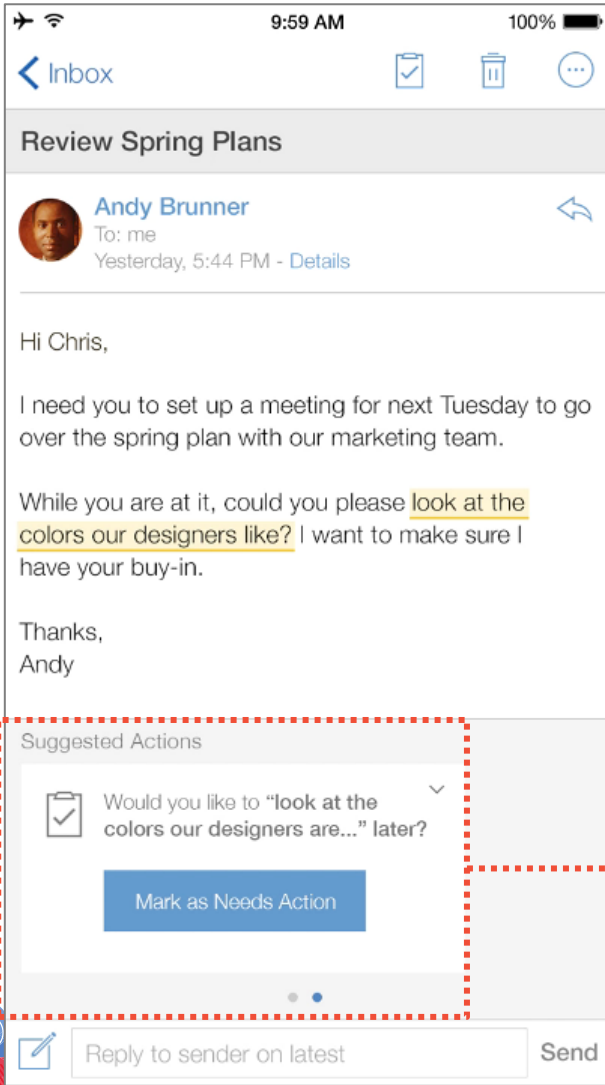 9:59 AM
100%
Inbox
Review Spring Plans
Andy Brunner
To: me
Yesterday, 5:44 PM - Details
Hi Chris,
I need you to set up a meeting for next Tuesday to go
over the spring plan with our marketing team.
While you are at it, could you please look at the
colors our designers like? I want to make sure I
have your buy-in.
Thanks,
Andy
Suggested Actions
Would you like to “look at the
colors our designers are...” later?
Mark as Needs Action
Reply to sender on latest
Send